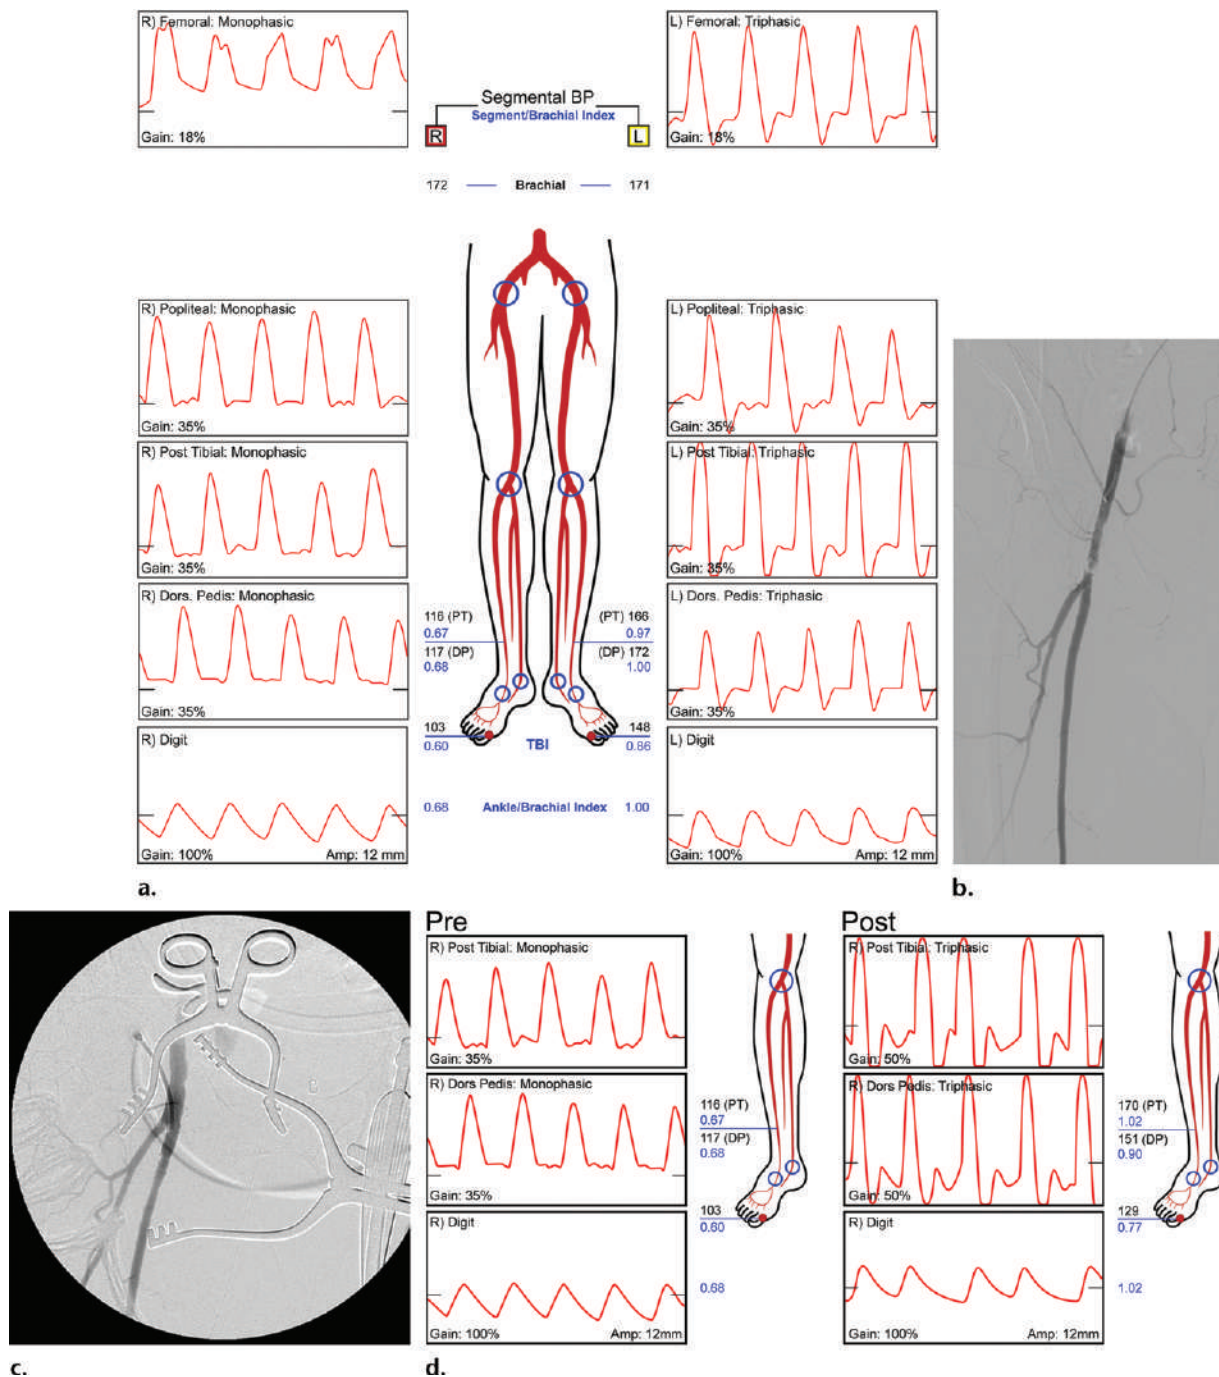 R) Femoral: Monophasic
Gain: 18%
Segmental BP
Segment/Brachial Index
R
L
L) Femoral: Triphasic
Gain: 18%
172 Brachial 171
R) Popliteal: Monophasic
Gain: 35%
L) Popliteal: Triphasic
Gain: 35%
R) Post Tibial: Monophasic
Gain: 35%
L) Post Tibial: Triphasic
Gain: 35%
R) Dors. Pedis: Monophasic
Gain: 35%
116 (PT)
0.67
117 (DP)
0.68
(PT) 166
0.97
(DP) 172
1.00
L) Dors. Pedis: Triphasic
Gain: 35%
R) Digit
Gain: 100% Amp: 12 mm
103
0.60
TBI
148
0.86
0.68 Ankle/Brachial Index 1.00
L) Digit
Gain: 100% Amp: 12 mm
a.
b.
c.
Pre
R) Post Tibial: Monophasic
Gain: 35%
R) Dors Pedis: Monophasic
Gain: 35%
R) Digit
Gain: 100% Amp: 12mm
116 (PT)
0.67
117 (DP)
0.68
103
0.60
0.68
Post
R) Post Tibial: Triphasic
Gain: 50%
R) Dors Pedis: Triphasic
Gain: 50%
R) Digit
Gain: 100% Amp: 12mm
170 (PT)
1.02
151 (DP)
0.90
129
0.77
1.02
d.